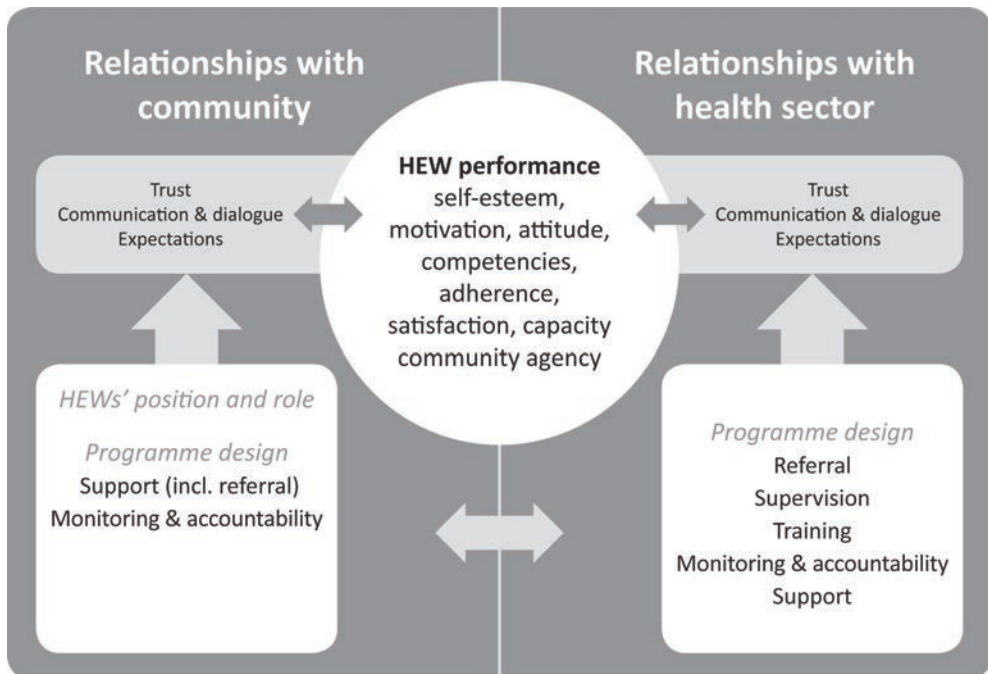 Relationships with
community
Relationships with
health sector
Trust
Communication & dialogue
Expectations
HEW performance
self-esteem,
motivation, attitude,
competencies,
adherence,
satisfaction, capacity
community agency
Trust
Communication & dialogue
Expectations
HEWs’ position and role
Programme design
Support (incl. referral)
Monitoring & accountability
Programme design
Referral
Supervision
Training
Monitoring & accountability
Support